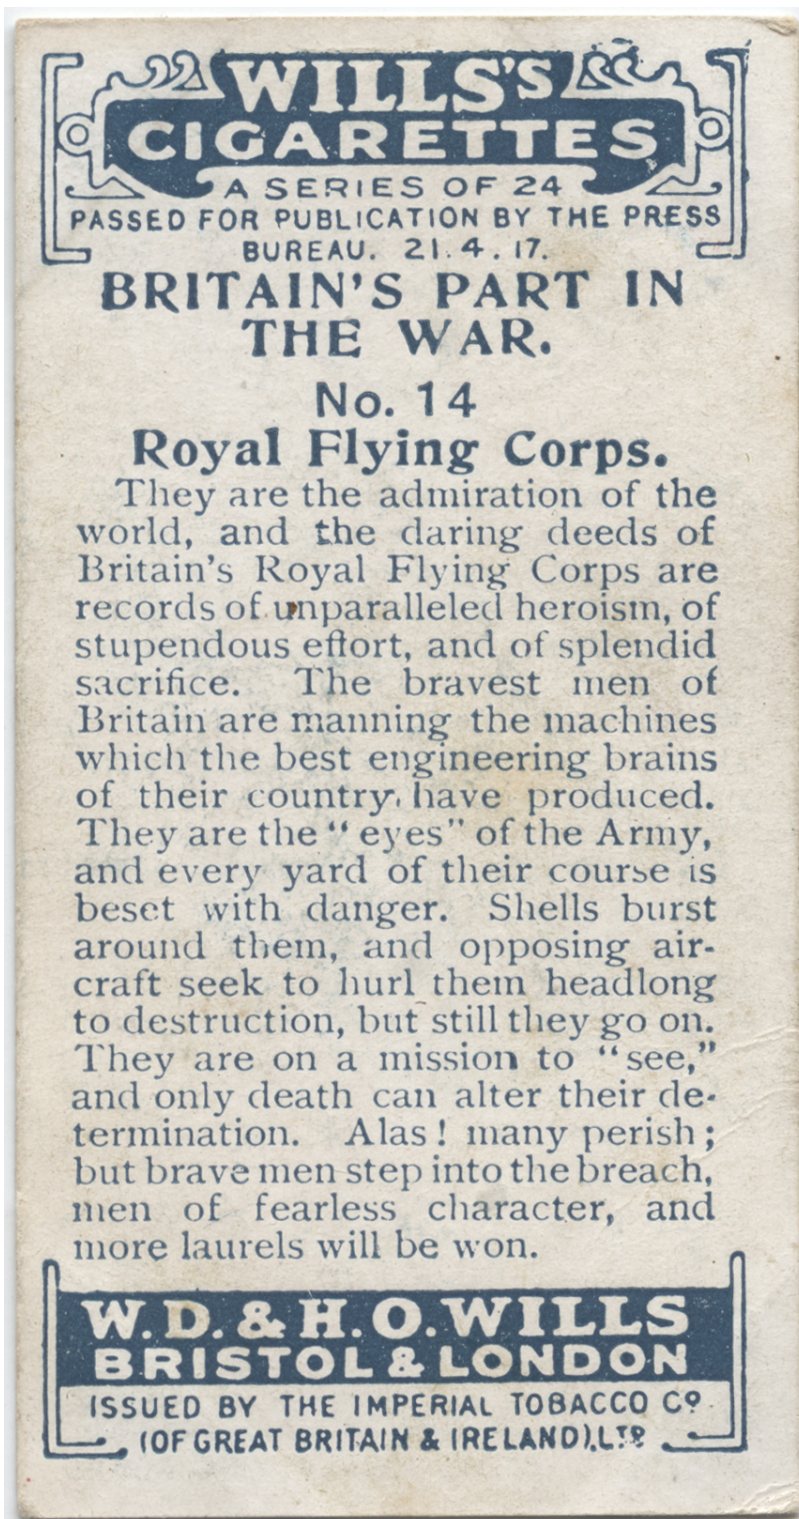 WILLS'S
CIGARETTES
A SERIES OF 24
PASSED FOR PUBLICATION BY THE PRESS
BUREAU. 21.4.17.
BRITAIN'S PART IN
THE WAR.
No. 14
Royal Flying Corps.
They are the admiration of the
world, and the daring deeds of
Britain's Royal Flying Corps are
records of unparalleled heroism, of
stupendous effort, and of splendid
sacrifice. The bravest men of
Britain are manning the machines
which the best engineering brains
of their country, have produced.
They are the "eyes" of the Army,
and every yard of their course is
beset with danger. Shells burst
around them, and opposing air-
craft seek to hurl them headlong
to destruction, but still they go on.
They are on a mission to "see,"
and only death can alter their de-
termination. Alas! many perish;
but brave men step into the breach,
men of fearless character, and
more laurels will be won.
W.D. & H.O. WILLS
BRISTOL & LONDON
ISSUED BY THE IMPERIAL TOBACCO Co.
(OF GREAT BRITAIN & IRELAND), LTD.